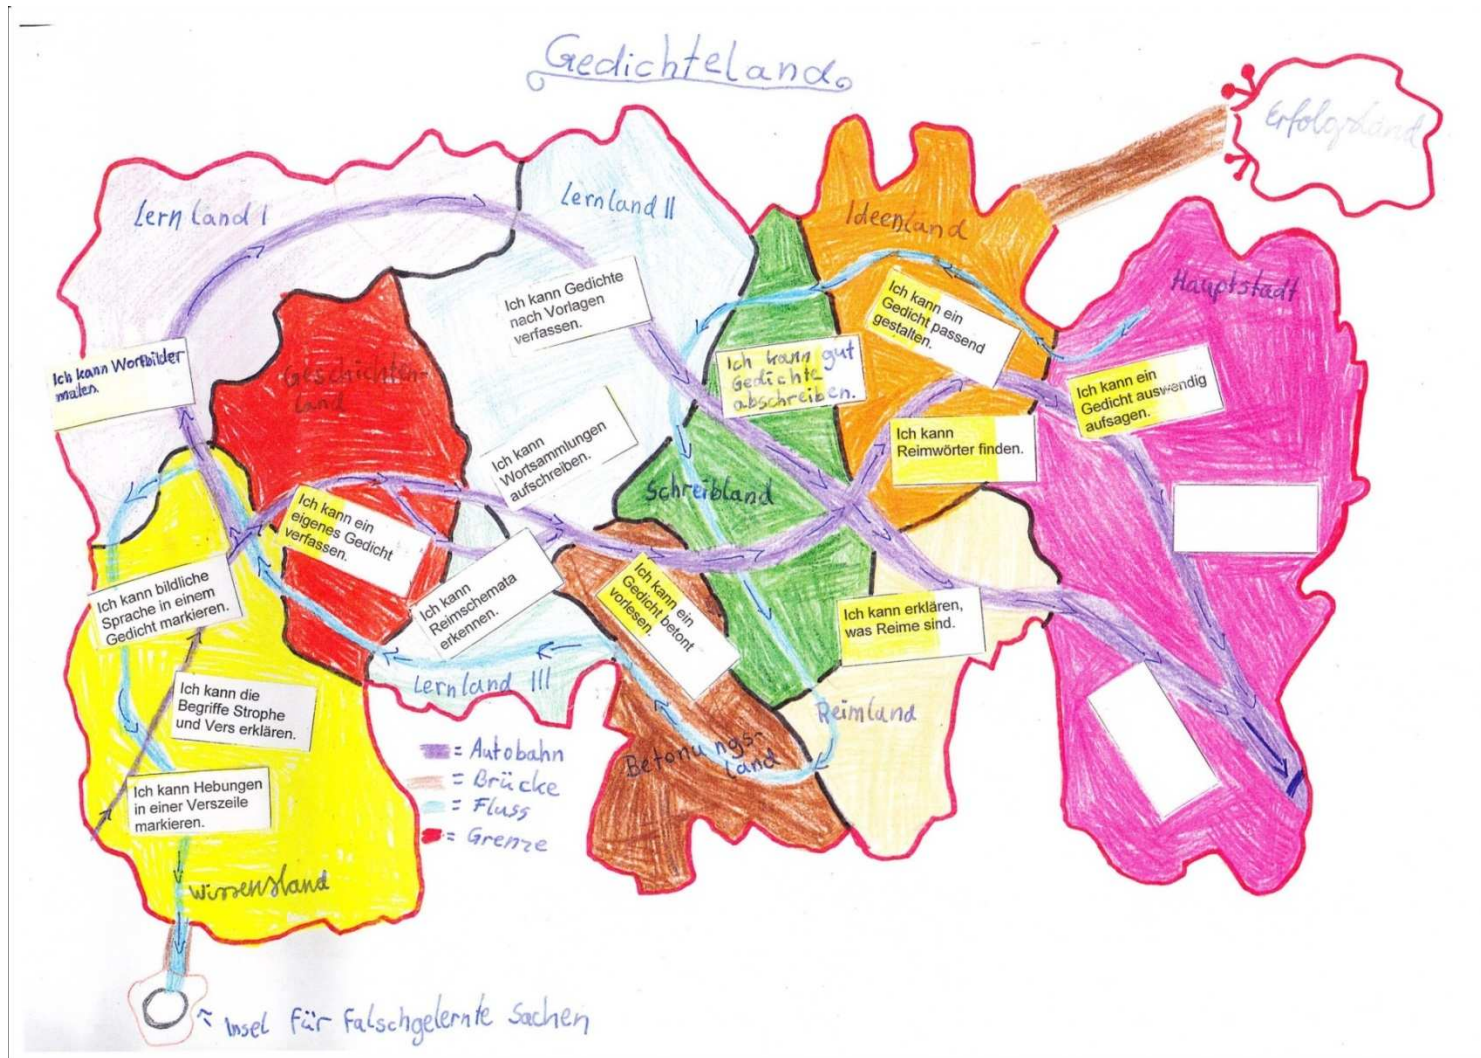 Gedichteland
Erfolgsland
Lernland I
Lernland II
Ideenland
Hauptstadt
Ich kann Gedichte
nach Vorlagen
verfassen.
Ich kann ein
Gedicht passend
gestalten.
Ich kann Wortbilder
malen.
Geschichten-
land
Ich kann gut
Gedichte
abschreiben.
Ich kann ein
Gedicht auswendig
aufsagen.
Ich kann
Wortsammlungen
aufschreiben.
Ich kann
Reimwörter finden.
Schreibland
Ich kann ein
eigenes Gedicht
verfassen.
Ich kann bildliche
Sprache in einem
Gedicht markieren.
Ich kann
Reimschemata
erkennen.
Ich kann ein
Gedicht betont
vorlesen.
Ich kann erklären,
was Reime sind.
Lernland III
Reimland
Ich kann die
Begriffe Strophe
und Vers erklären.
Betonungs-
land
Ich kann Hebungen
in einer Verszeile
markieren.
= Autobahn
= Brücke
= Fluss
= Grenze
Wissensland
Insel für falschgelernte Sachen